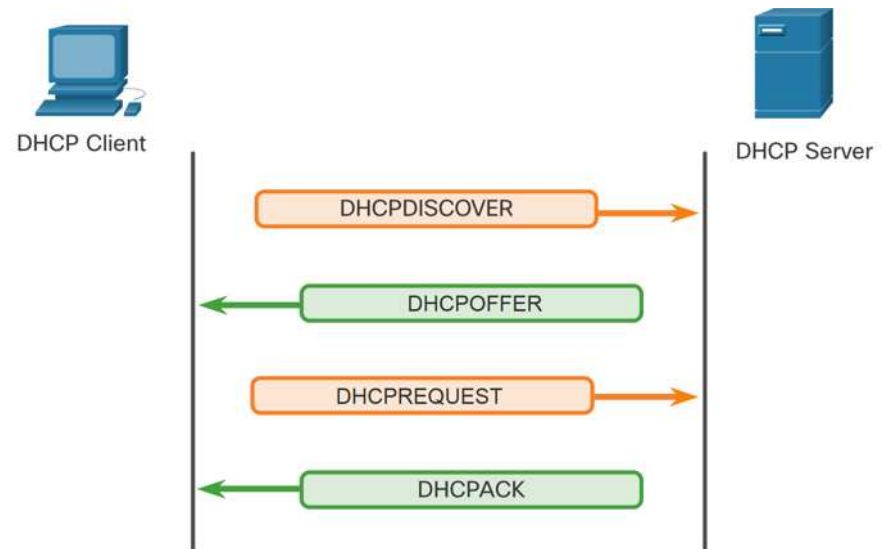 DHCP Client
DHCP Server
DHCPDISCOVER
DHCPOFFER
DHCPREQUEST
DHCPACK